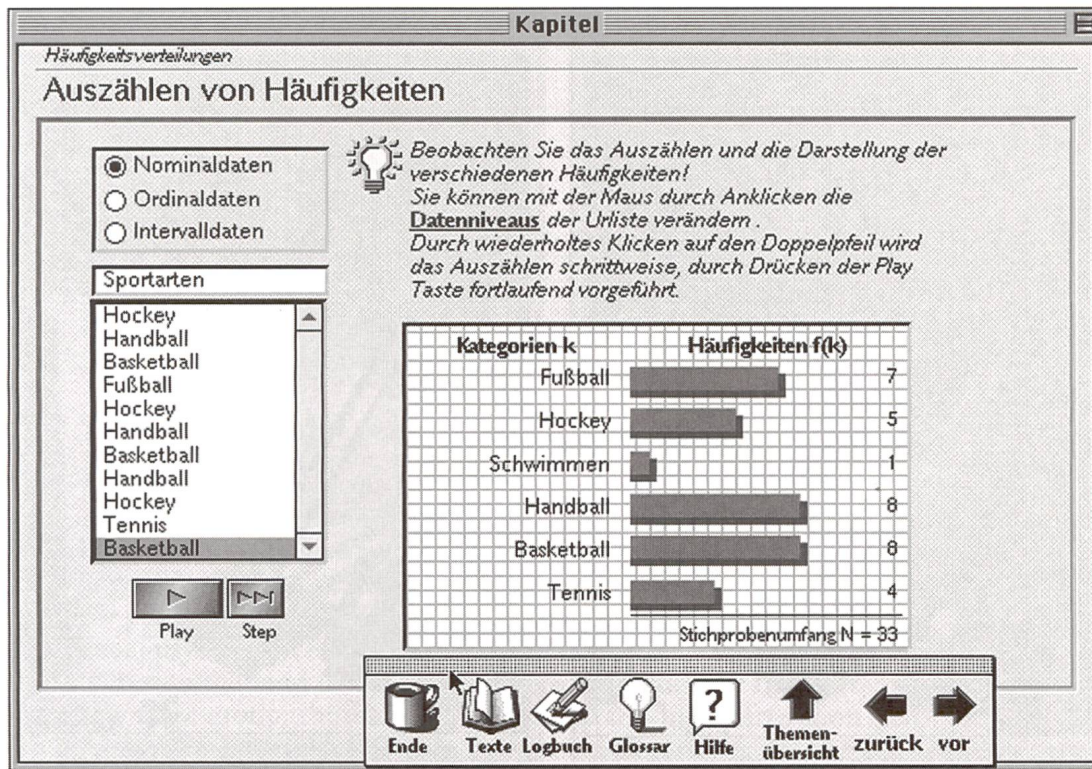 Kapitel
Häufigkeitsverteilungen
Auszählen von Häufigkeiten
Nominaldaten
Ordinaldaten
Intervalldaten
Sportarten
Hockey
Handball
Basketball
Fußball
Hockey
Handball
Basketball
Handball
Hockey
Tennis
Basketball
Play Step
Beobachten Sie das Auszählen und die Darstellung der
verschiedenen Häufigkeiten!
Sie können mit der Maus durch Anklicken die
Datenniveaus der Urliste verändern .
Durch wiederholtes Klicken auf den Doppelpfeil wird
das Auszählen schrittweise, durch Drücken der Play
Taste fortlaufend vorgeführt.
Kategorien k Häufigkeiten f(k)
Fußball 7
Hockey 5
Schwimmen 1
Handball 8
Basketball 8
Tennis 4
Stichprobenumfang N = 33
?
Ende Texte Logbuch Glossar Hilfe Themen-
übersicht zurück vor